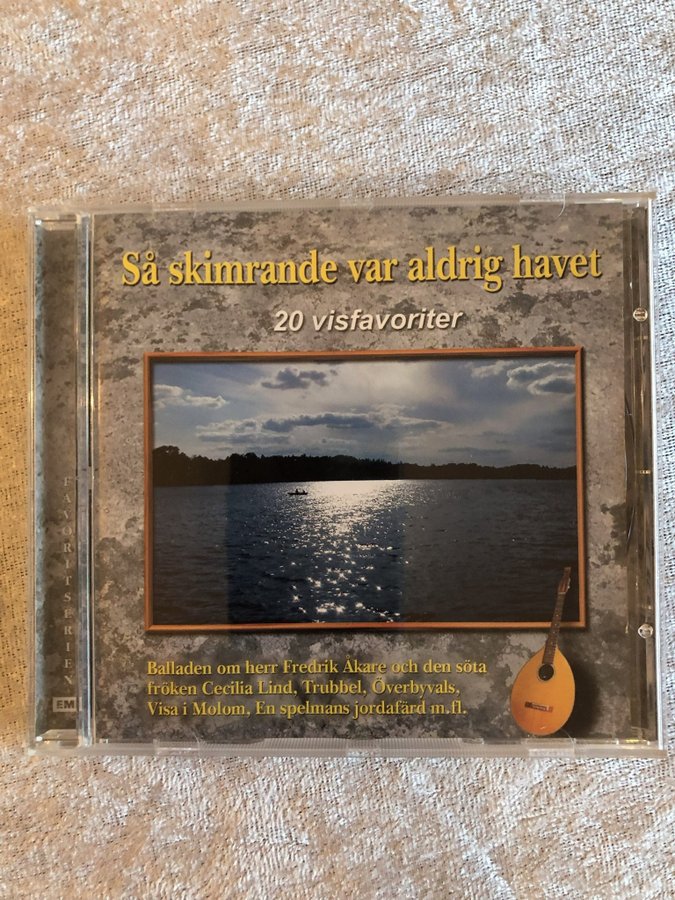 Så skimrande var aldrig havet
20 visfavoriter
Balladen om herr Fredrik Åkare och den söta
fröken Cecilia Lind, Trubbel, Överbyvals,
Visa i Molom, En spelmans jordafärd m.fl.
FAVORITSERIEN
EMI